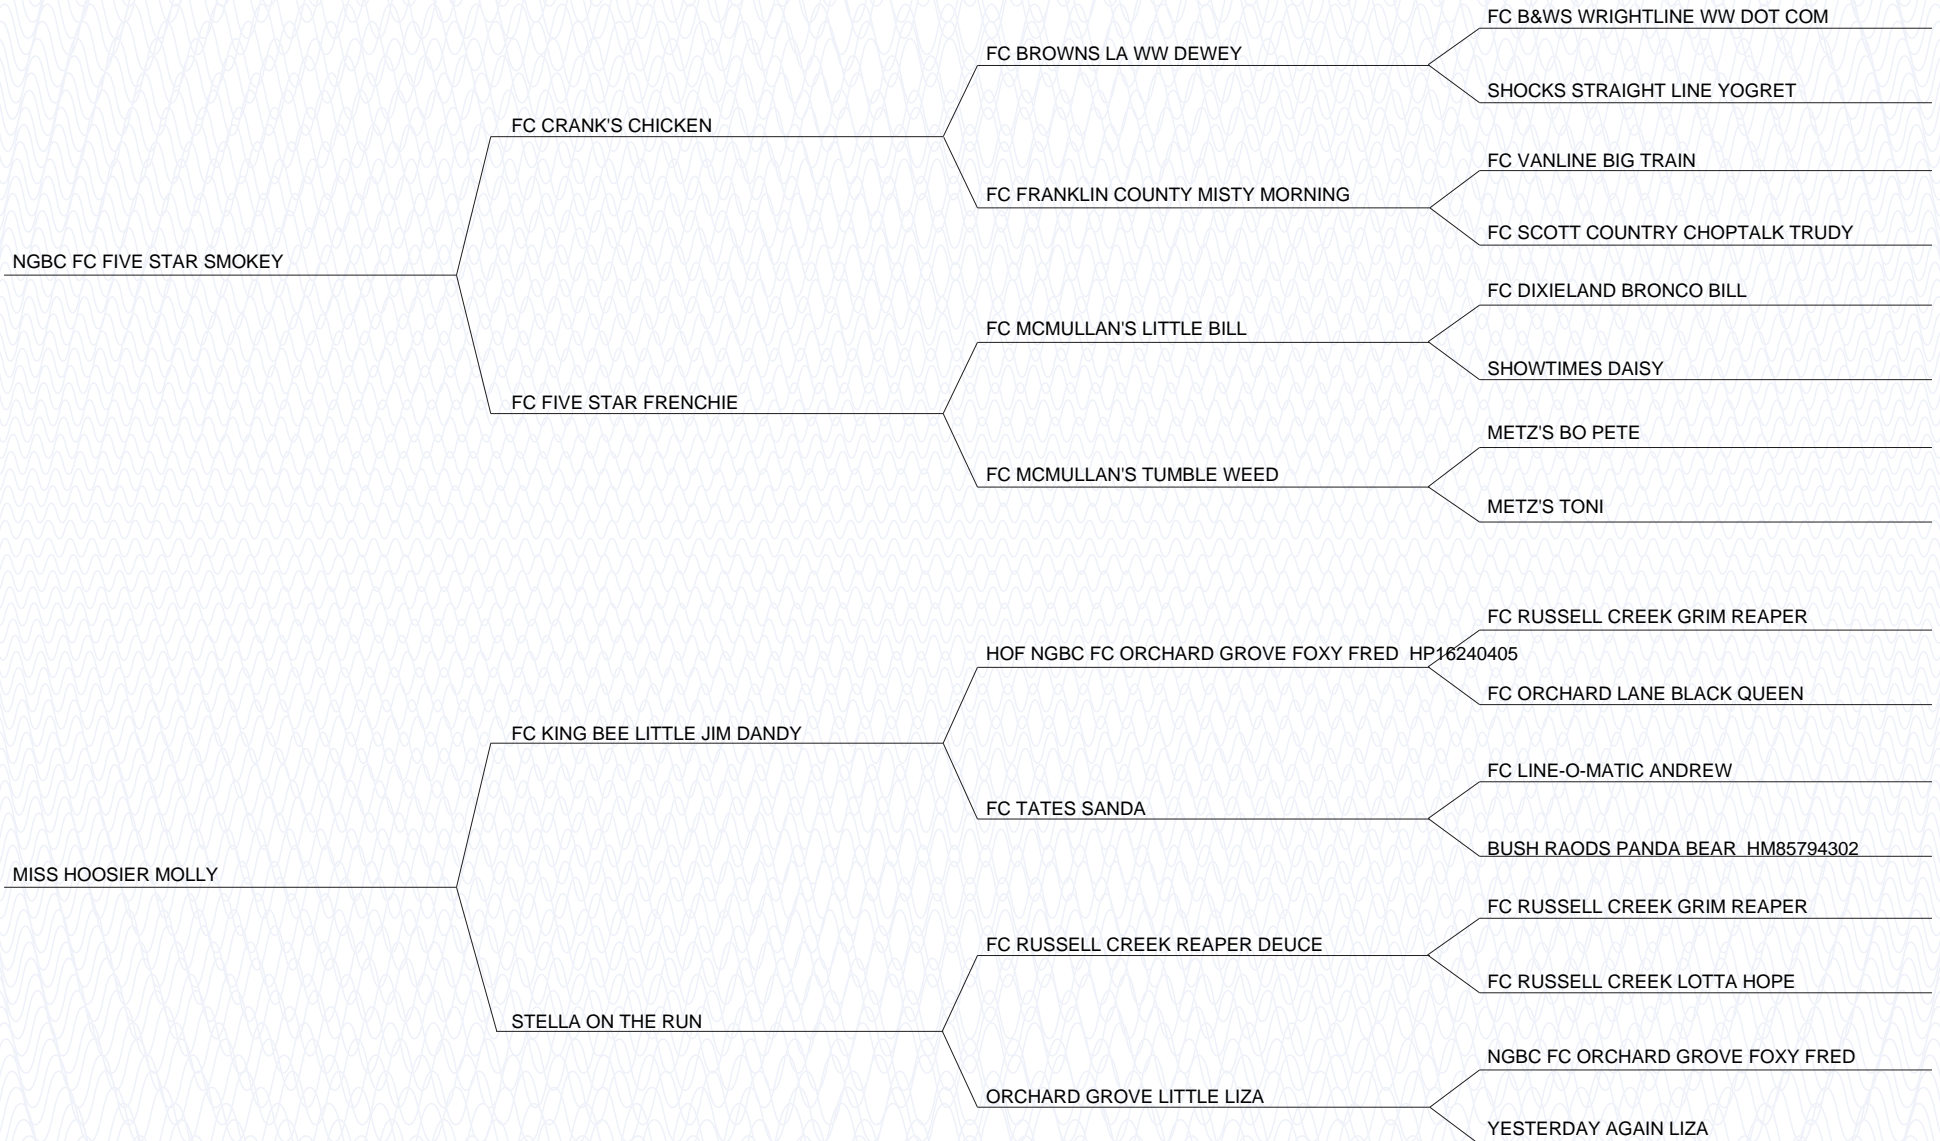 FC B&WS WRIGHTLINE WW DOT COM
FC BROWNS LA WW DEWEY
SHOCKS STRAIGHT LINE YOGRET
FC CRANK'S CHICKEN
FC VANLINE BIG TRAIN
FC FRANKLIN COUNTY MISTY MORNING
FC SCOTT COUNTRY CHOPTALK TRUDY
NGBC FC FIVE STAR SMOKEY
FC DIXIELAND BRONCO BILL
FC MCMULLAN'S LITTLE BILL
SHOWTIMES DAISY
FC FIVE STAR FRENCHIE
METZ'S BO PETE
FC MCMULLAN'S TUMBLE WEED
METZ'S TONI
FC RUSSELL CREEK GRIM REAPER
HOF NGBC FC ORCHARD GROVE FOXY FRED HP16240405
FC ORCHARD LANE BLACK QUEEN
FC KING BEE LITTLE JIM DANDY
FC LINE-O-MATIC ANDREW
FC TATES SANDA
BUSH RAODS PANDA BEAR HM85794302
MISS HOOSIER MOLLY
FC RUSSELL CREEK GRIM REAPER
FC RUSSELL CREEK REAPER DEUCE
FC RUSSELL CREEK LOTTA HOPE
STELLA ON THE RUN
NGBC FC ORCHARD GROVE FOXY FRED
ORCHARD GROVE LITTLE LIZA
YESTERDAY AGAIN LIZA